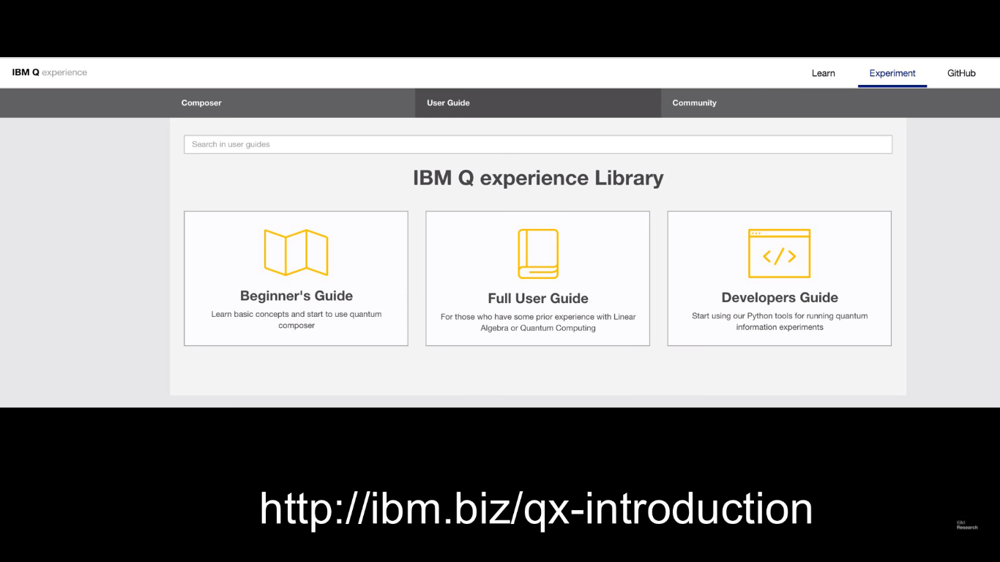 IBM Q experience
Learn
Experiment
GitHub
Composer
User Guide
Community
Search in user guides
IBM Q experience Library
Beginner's Guide
Learn basic concepts and start to use quantum
composer
Full User Guide
For those who have some prior experience with Linear
Algebra or Quantum Computing
</>
Developers Guide
Start using our Python tools for running quantum
information experiments
http://ibm.biz/qx-introduction
IBM
Research